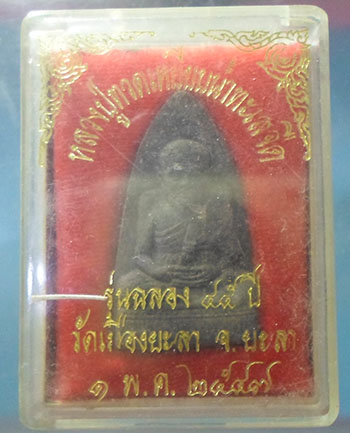 หลวงปู่ทวดเหยียบน้ำทะเลจืด
รุ่นฉลอง ๔๕ ปี
วัดเมืองยะลา จ.ยะลา
๑ พ.ค. ๒๕๔๗